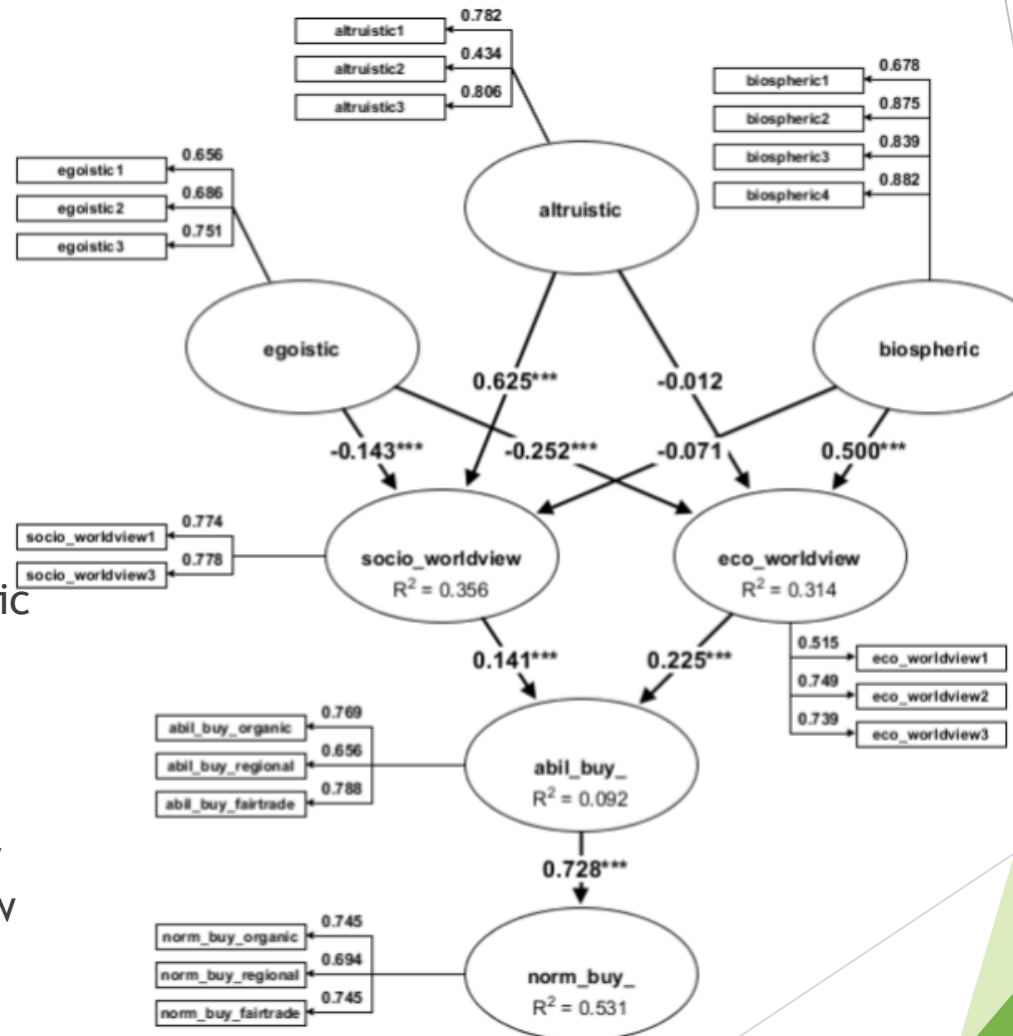 altruistic1
0.782
altruistic2
0.434
altruistic3
0.806
biospheric1
0.678
biospheric2
0.875
biospheric3
0.839
biospheric4
0.882
egoistic1
0.656
egoistic2
0.686
egoistic3
0.751
altruistic
egoistic
biospheric
0.625***
-0.012
-0.143***
-0.252***
-0.071
0.500***
socio_worldview1
0.774
socio_worldview3
0.778
socio_worldview
R² = 0.356
eco_worldview
R² = 0.314
0.141***
0.225***
0.515
eco_worldview1
0.749
eco_worldview2
0.739
eco_worldview3
abil_buy_organic
0.769
abil_buy_regional
0.656
abil_buy_fairtrade
0.788
abil_buy_
R² = 0.092
0.728***
norm_buy_organic
0.745
norm_buy_regional
0.694
norm_buy_fairtrade
0.745
norm_buy_
R² = 0.531